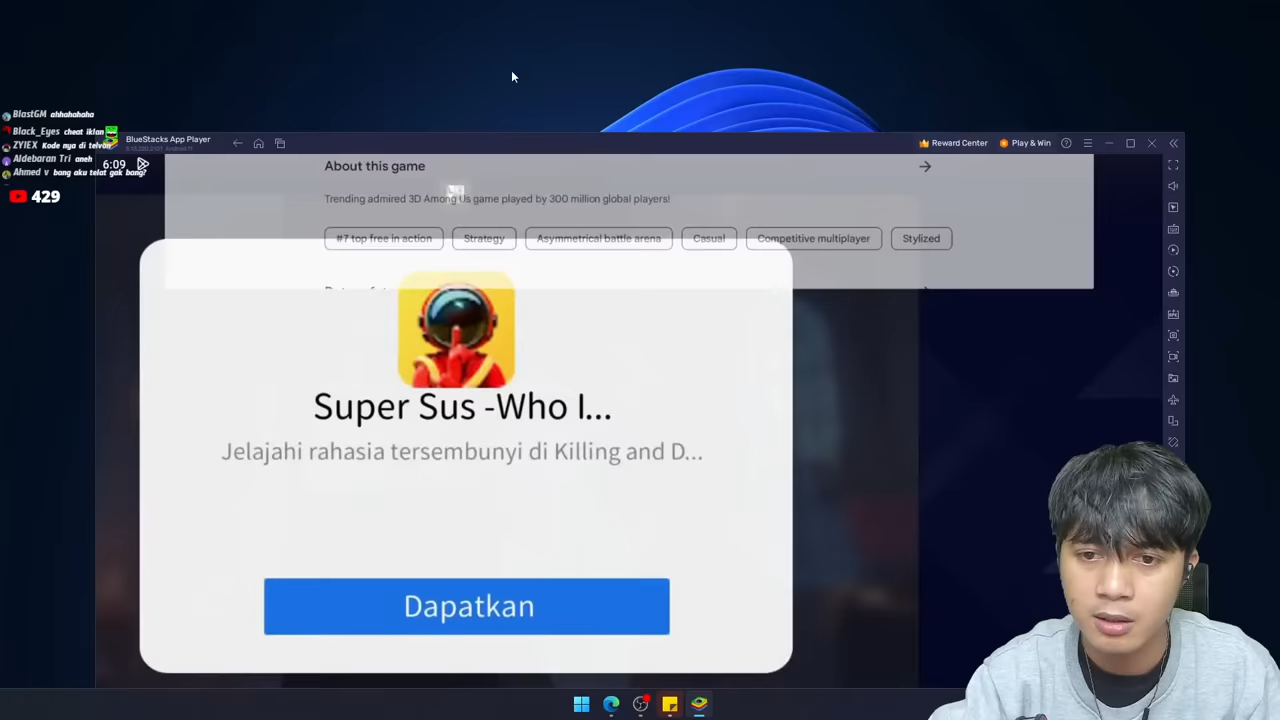 BlastGM ahhahahaha
Black_Eyes cheat iklan
ZYIEX Kode nya di telvon
Aldebaran Tri aneh
Ahmed v bang aku telat gak bang?
429
BlueStacks App Player
Reward Center
Play & Win
6:09
About this game
Trending admired 3D Among Us game played by 300 million global players!
#7 top free in action
Strategy
Asymmetrical battle arena
Casual
Competitive multiplayer
Stylized
Super Sus -Who I...
Jelajahi rahasia tersembunyi di Killing and D...
Dapatkan